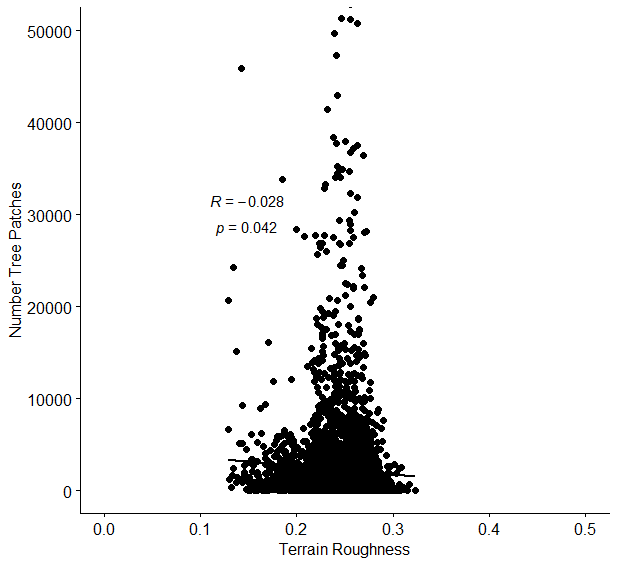 50000
40000
30000
20000
10000
0
Number Tree Patches
R = −0.028
p = 0.042
0.0 0.1 0.2 0.3 0.4 0.5
Terrain Roughness